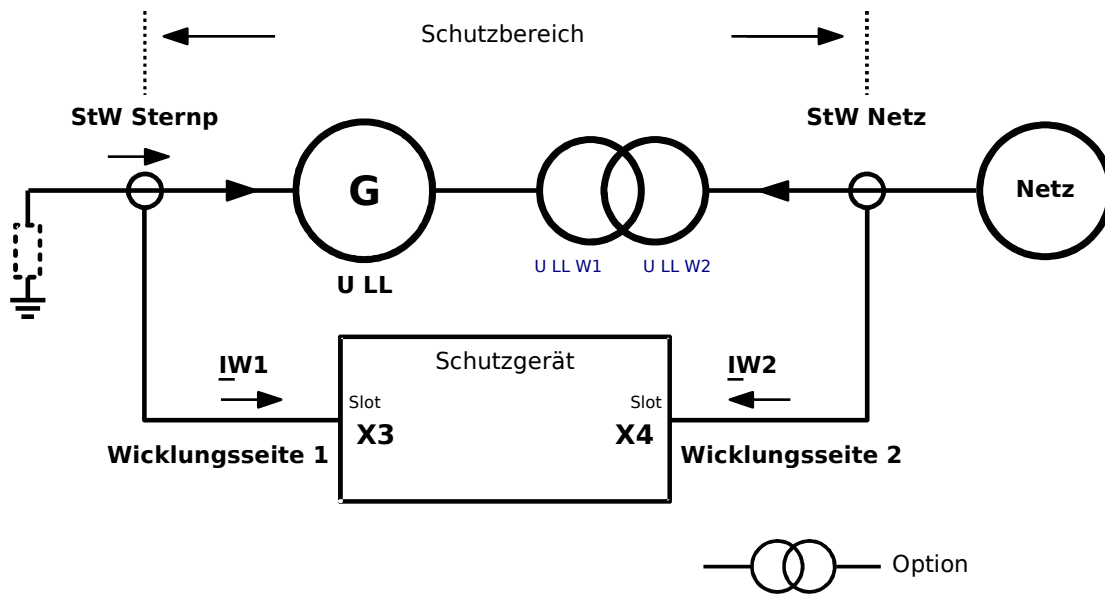 Schutzbereich
StW Sternp
StW Netz
G
Netz
U LL W1
U LL W2
U LL
IW1
Schutzgerät
IW2
Slot
Slot
X3
X4
Wicklungsseite 1
Wicklungsseite 2
Option